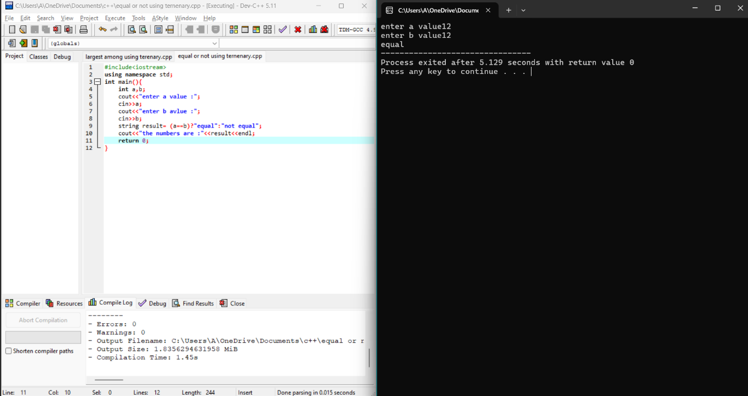 C:\Users\A\OneDrive\Documents\c++\equal or not using ternenary.cpp - [Executing] - Dev-C++ 5.11
File Edit Search View Project Execute Tools AStyle Window Help
TDM-GCC 4.
(globals)
Project Classes Debug
largest among using ternenary.cpp equal or not using ternenary.cpp
1 #include<iostream>
2 using namespace std;
3 int main(){
4 int a,b;
5 cout<<"enter a value :";
6 cin>>a;
7 cout<<"enter b avlue :";
8 cin>>b;
9 string result= (a==b)?"equal":"not equal";
10 cout<<"the numbers are :"<<result<<endl;
11 return 0;
12 }
Compiler Resources Compile Log Debug Find Results Close
Abort Compilation
Shorten compiler paths
--------
- Errors: 0
- Warnings: 0
- Output Filename: C:\Users\A\OneDrive\Documents\c++\equal or
- Output Size: 1.8356294631958 MiB
- Compilation Time: 1.45s
Line: 11 Col: 10 Sel: 0 Lines: 12 Length: 244 Insert Done parsing in 0.015 seconds
C:\Users\A\OneDrive\Docume
enter a value12
enter b value12
equal
--------------------------------
Process exited after 5.129 seconds with return value 0
Press any key to continue . . .